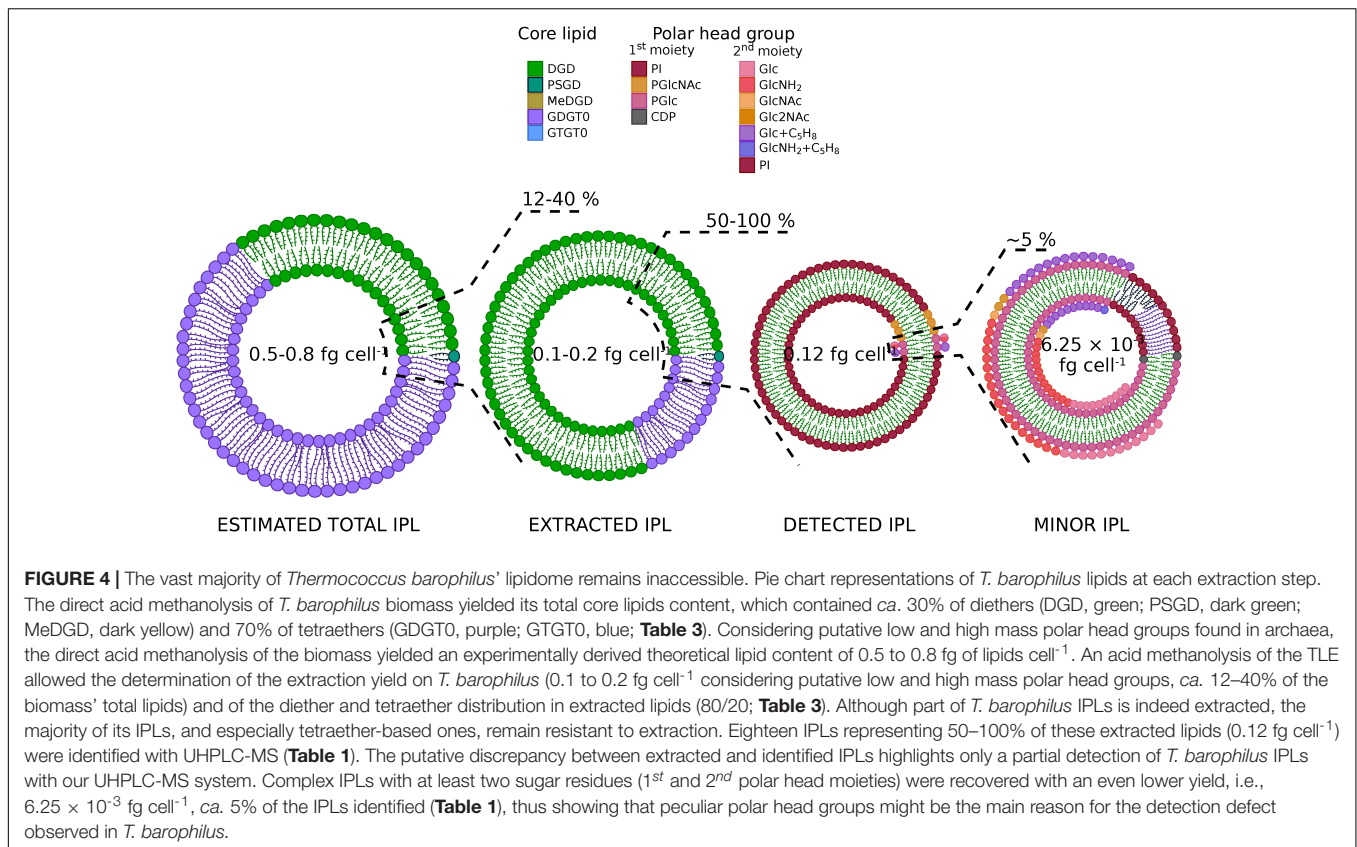 Core lipid
Polar head group
1st moiety
2nd moiety
DGD
PSGD
MeDGD
GDGT0
GTGT0
PI
PGlcNAc
PGlc
CDP
Glc
GlcNH2
GlcNAc
Glc2NAc
Glc+C5H8
GlcNH2+C5H8
PI
12-40 %
50-100 %
~5 %
0.5-0.8 fg cell-1
0.1-0.2 fg cell-1
0.12 fg cell-1
6.25 × 10-3
fg cell-1
ESTIMATED TOTAL IPL
EXTRACTED IPL
DETECTED IPL
MINOR IPL
FIGURE 4 | The vast majority of Thermococcus barophilus’ lipidome remains inaccessible. Pie chart representations of T. barophilus lipids at each extraction step.
The direct acid methanolysis of T. barophilus biomass yielded its total core lipids content, which contained ca. 30% of diethers (DGD, green; PSGD, dark green;
MeDGD, dark yellow) and 70% of tetraethers (GDGT0, purple; GTGT0, blue; Table 3). Considering putative low and high mass polar head groups found in archaea,
the direct acid methanolysis of the biomass yielded an experimentally derived theoretical lipid content of 0.5 to 0.8 fg of lipids cell-1. An acid methanolysis of the TLE
allowed the determination of the extraction yield on T. barophilus (0.1 to 0.2 fg cell-1 considering putative low and high mass polar head groups, ca. 12–40% of the
biomass’ total lipids) and of the diether and tetraether distribution in extracted lipids (80/20; Table 3). Although part of T. barophilus IPLs is indeed extracted, the
majority of its IPLs, and especially tetraether-based ones, remain resistant to extraction. Eighteen IPLs representing 50–100% of these extracted lipids (0.12 fg cell-1)
were identified with UHPLC-MS (Table 1). The putative discrepancy between extracted and identified IPLs highlights only a partial detection of T. barophilus IPLs
with our UHPLC-MS system. Complex IPLs with at least two sugar residues (1st and 2nd polar head moieties) were recovered with an even lower yield, i.e.,
6.25 × 10-3 fg cell-1, ca. 5% of the IPLs identified (Table 1), thus showing that peculiar polar head groups might be the main reason for the detection defect
observed in T. barophilus.